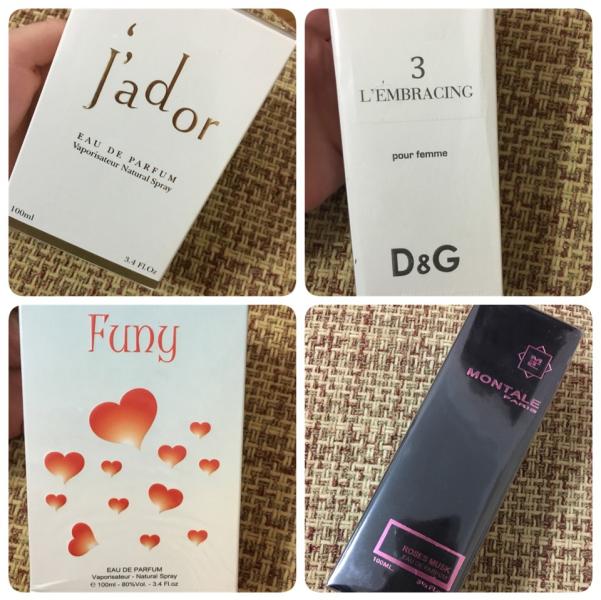 j'ador
EAU DE PARFUM
Vaporisateur Natural Spray
100ml
3.4 FL.Oz
3
L'EMBRACING
pour femme
D&G
Funy
EAU DE PARFUM
Vaporisateur - Natural Spray
e 100ml - 80%Vol. - 3.4 FL.oz
MONTALE
PARIS
ROSES MUSK
EAU DE PARFUM
100ML